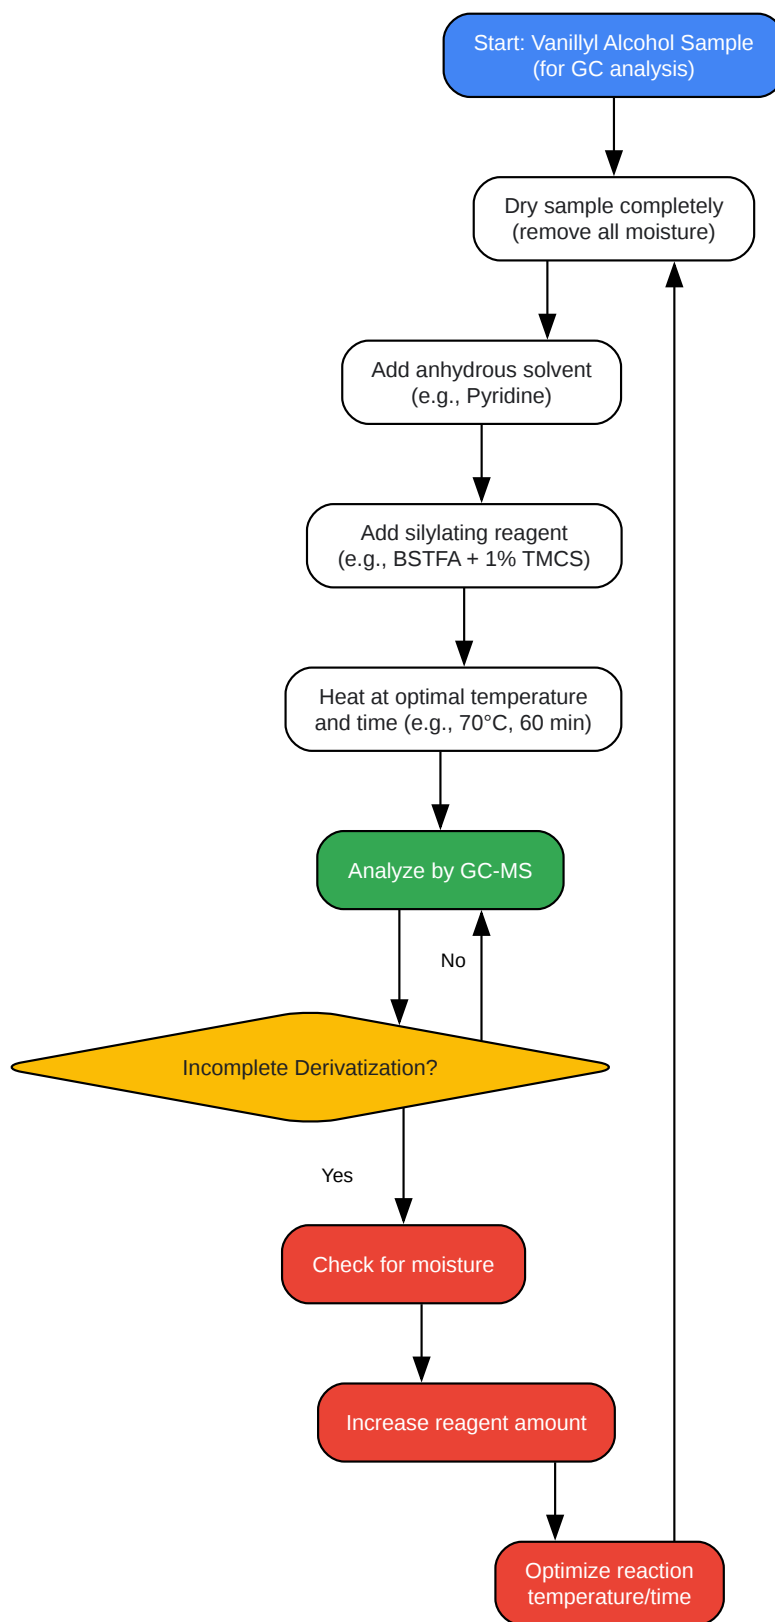 Start: Vanillyl Alcohol Sample
(for GC analysis)
Dry sample completely
(remove all moisture)
Add anhydrous solvent
(e.g., Pyridine)
Add silylating reagent
(e.g., BSTFA + 1% TMCS)
Heat at optimal temperature
and time (e.g., 70°C, 60 min)
Analyze by GC-MS
No
Incomplete Derivatization?
Yes
Check for moisture
Increase reagent amount
Optimize reaction
temperature/time